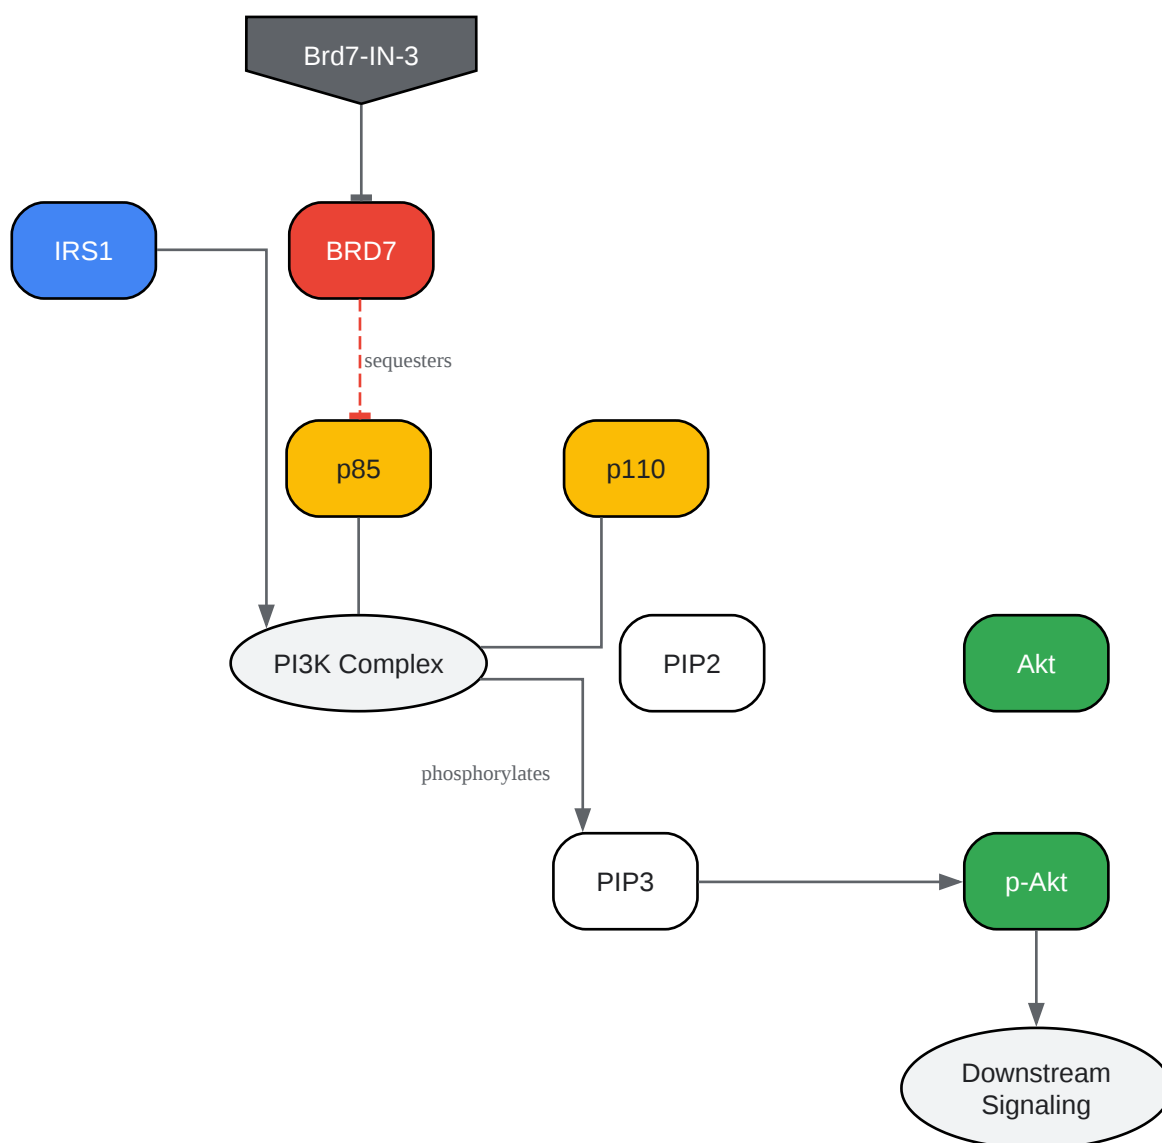 Brd7-IN-3
IRS1
BRD7
sequesters
p85
p110
PI3K Complex
PIP2
Akt
phosphorylates
PIP3
p-Akt
Downstream
Signaling